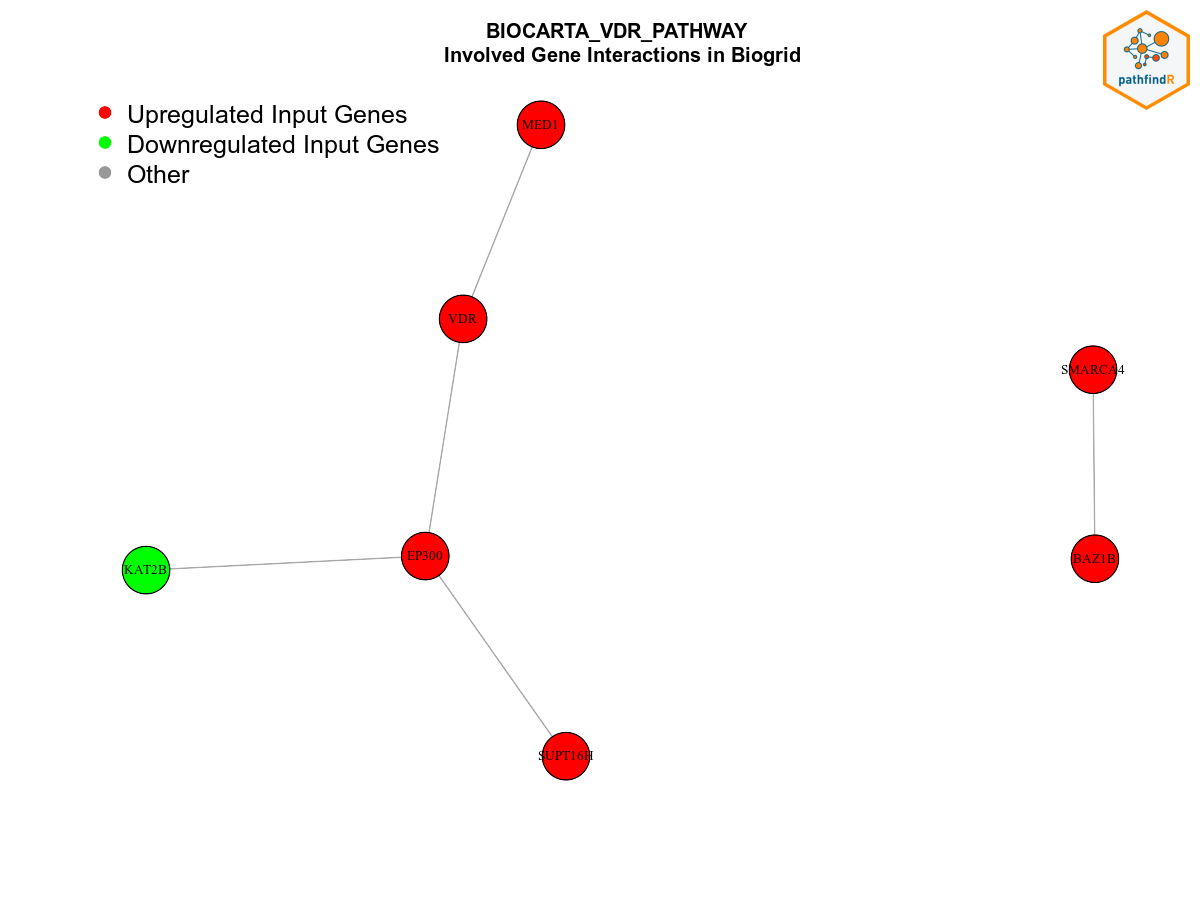 BIOCARTA_VDR_PATHWAY
Involved Gene Interactions in Biogrid
pathfindR
Upregulated Input Genes
Downregulated Input Genes
Other
MED1
VDR
SMARCA4
EP300
BAZ1B
KAT2B
SUPT16H